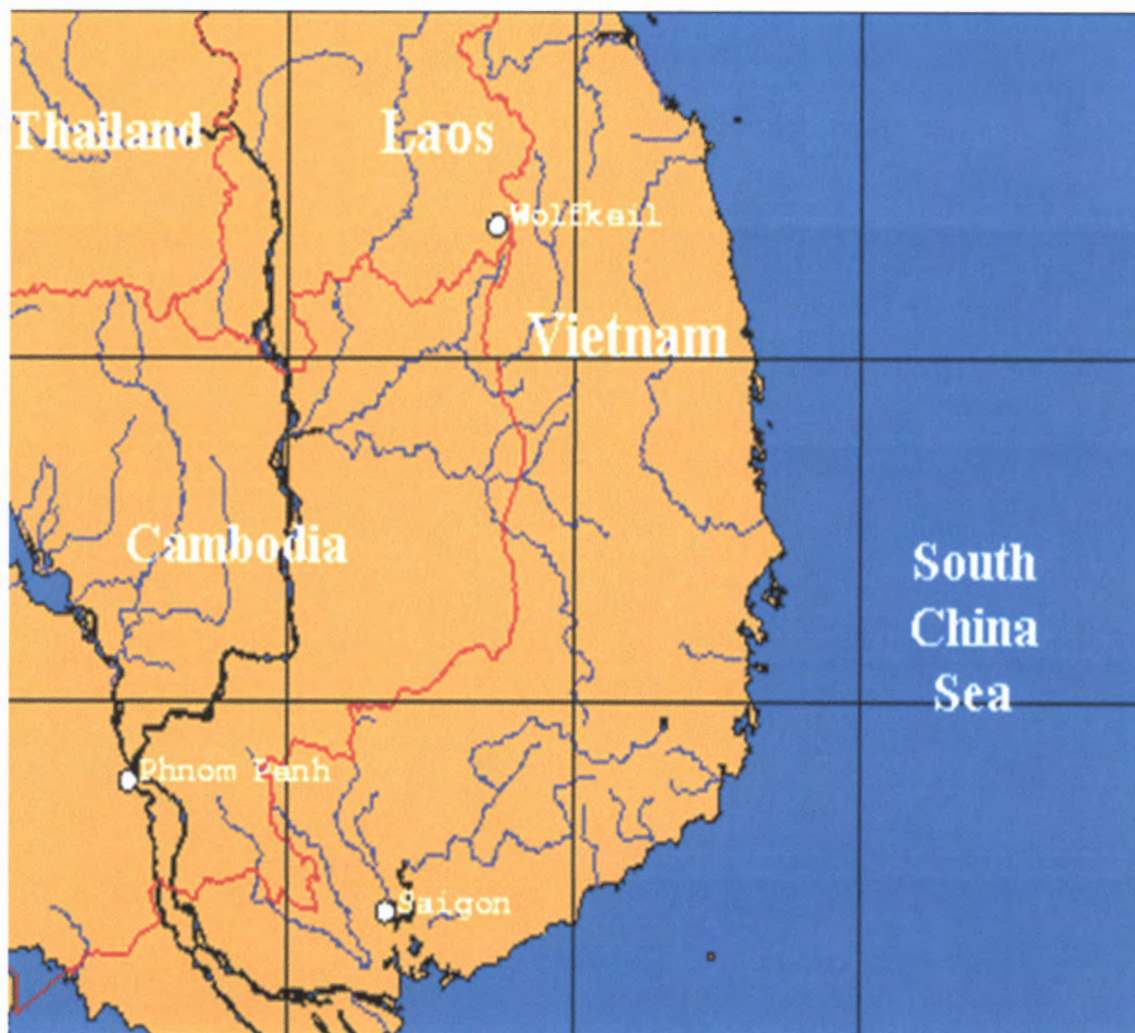 Thailand
Laos
Wolfkeil
Vietnam
Cambodia
South
China
Sea
Phnom Penh
Saigon